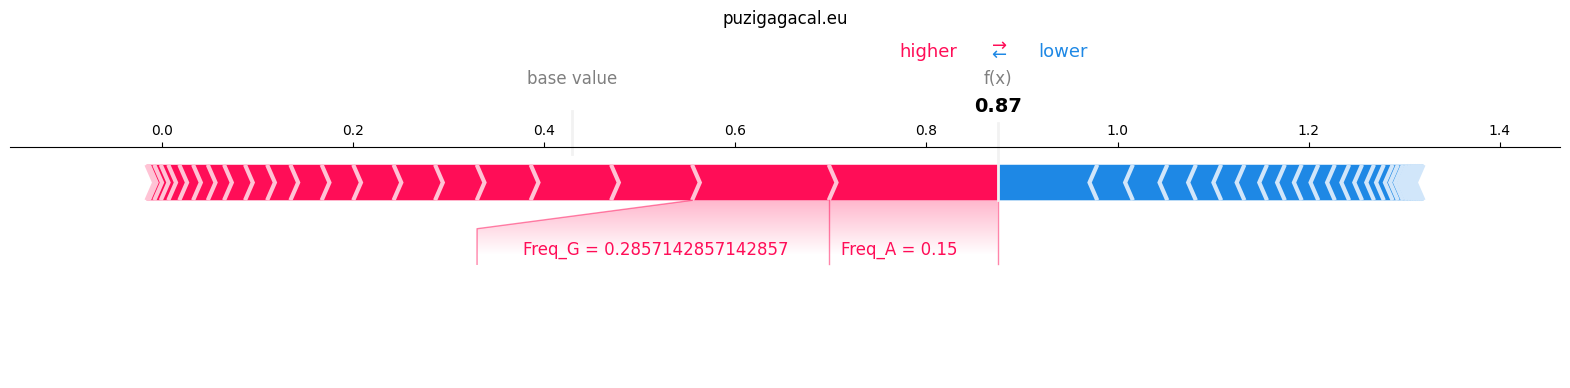 puzigagacal.eu
higher ⇄ lower
base value f(x)
0.87
0.0 0.2 0.4 0.6 0.8 1.0 1.2 1.4
Freq_G = 0.2857142857142857 Freq_A = 0.15